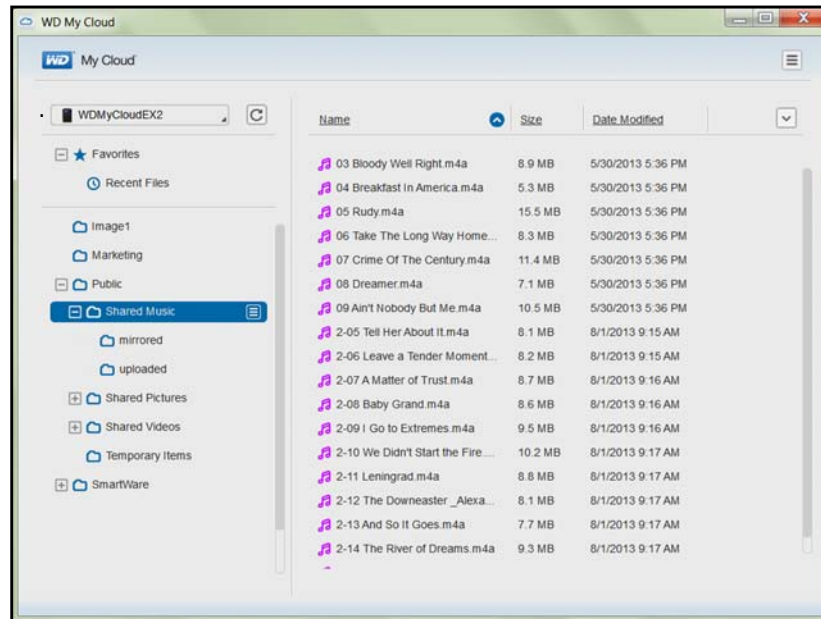 WD My Cloud
WD My Cloud
WDMyCloudEX2
Favorites
Recent Files
Image1
Marketing
Public
Shared Music
mirrored
uploaded
Shared Pictures
Shared Videos
Temporary Items
SmartWare
Name Size Date Modified
03 Bloody Well Right.m4a 8.9 MB 5/30/2013 5:36 PM
04 Breakfast In America.m4a 5.3 MB 5/30/2013 5:36 PM
05 Rudy.m4a 15.5 MB 5/30/2013 5:36 PM
06 Take The Long Way Home... 8.3 MB 5/30/2013 5:36 PM
07 Crime Of The Century.m4a 11.4 MB 5/30/2013 5:36 PM
08 Dreamer.m4a 7.1 MB 5/30/2013 5:36 PM
09 Ain't Nobody But Me.m4a 10.5 MB 5/30/2013 5:36 PM
2-05 Tell Her About It.m4a 8.1 MB 8/1/2013 9:15 AM
2-06 Leave a Tender Moment... 8.2 MB 8/1/2013 9:15 AM
2-07 A Matter of Trust.m4a 8.7 MB 8/1/2013 9:16 AM
2-08 Baby Grand.m4a 8.6 MB 8/1/2013 9:16 AM
2-09 I Go to Extremes.m4a 9.5 MB 8/1/2013 9:16 AM
2-10 We Didn't Start the Fire.... 10.2 MB 8/1/2013 9:17 AM
2-11 Leningrad.m4a 8.8 MB 8/1/2013 9:17 AM
2-12 The Downeaster _Alexa... 8.1 MB 8/1/2013 9:17 AM
2-13 And So It Goes.m4a 7.7 MB 8/1/2013 9:17 AM
2-14 The River of Dreams.m4a 9.3 MB 8/1/2013 9:17 AM